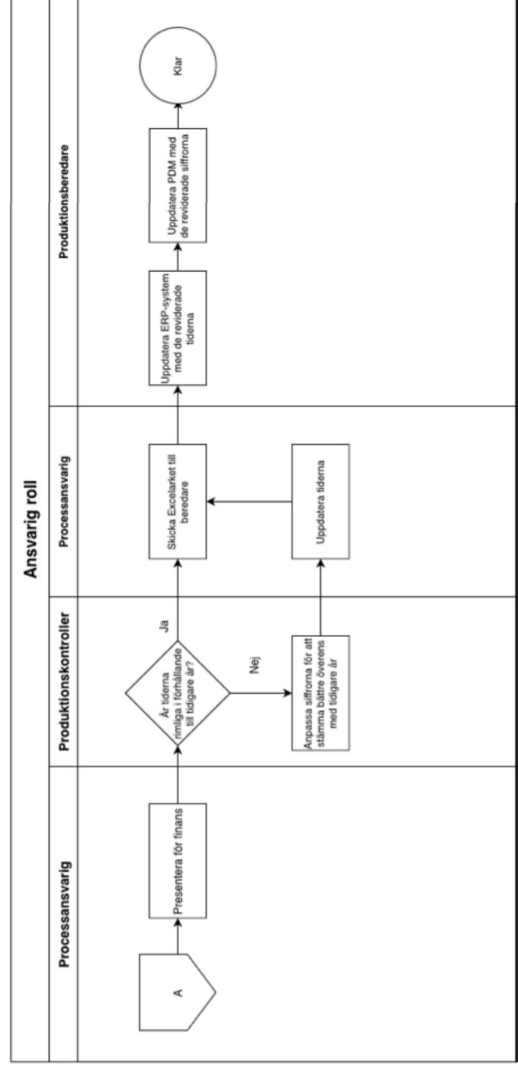 Ansvarig roll
Processansvarig
Produktionskontroller
Processansvarig
Produktionsberedare
A
Presentera för finans
Är tiderna
rimliga i förhållande
till tidigare år?
Ja
Nej
Anpassa siffrorna för att
stämma bättre överens
med tidigare år
Skicka Excelarket till
beredare
Uppdatera tiderna
Uppdatera ERP-system
med de reviderade
tiderna
Uppdatera PDM med
de reviderade siffrorna
Klar